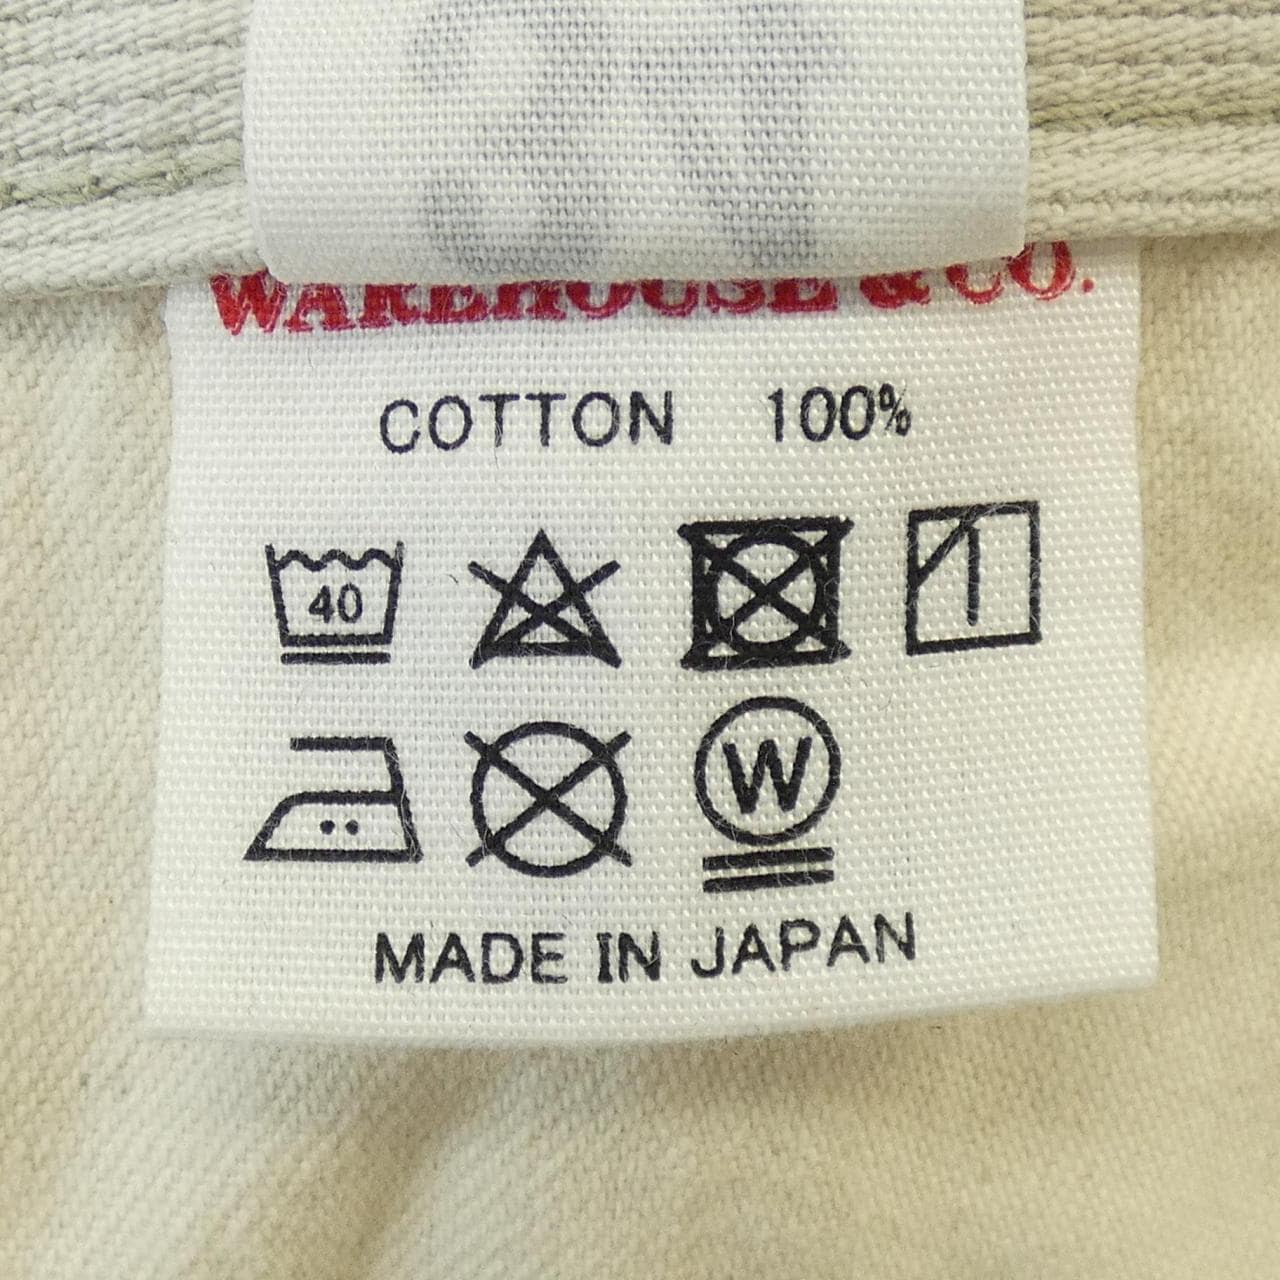 WAREHOUSE & CO.
COTTON 100%
40
W
MADE IN JAPAN